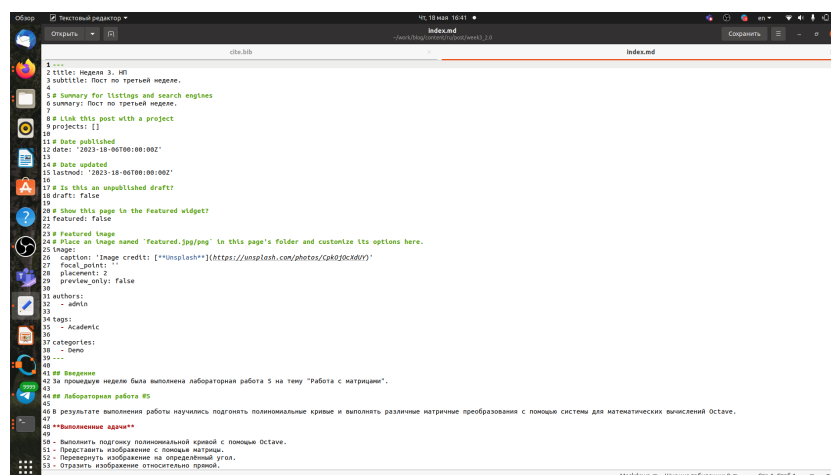 Обзор
Текстовый редактор
Чт, 18 мая 16:41
en
Открыть
index.md
~/work/blog/content/ru/post/week3_2.0
Сохранить
cite.bib
index.md
1 ---
2 title: Неделя 3. НП
3 subtitle: Пост по третьей неделе.
4
5 # Summary for listings and search engines
6 summary: Пост по третьей неделе.
7
8 # Link this post with a project
9 projects: []
10
11 # Date published
12 date: '2023-18-06T00:00:00Z'
13
14 # Date updated
15 lastmod: '2023-18-06T00:00:00Z'
16
17 # Is this an unpublished draft?
18 draft: false
19
20 # Show this page in the Featured widget?
21 featured: false
22
23 # Featured image
24 # Place an image named `featured.jpg/png` in this page's folder and customize its options here.
25 image:
26   caption: 'Image credit: [**Unsplash**](https://unsplash.com/photos/CpkOjOcXdUY)'
27   focal_point: ''
28   placement: 2
29   preview_only: false
30
31 authors:
32   - admin
33
34 tags:
35   - Academic
36
37 categories:
38   - Demo
39 ---
40
41 ## Введение
42 За прошедшую неделю была выполнена лабораторная работа 5 на тему "Работа с матрицами".
43
44 ## Лабораторная работа №5
45
46 В результате выполнения работы научились подгонять полиномиальные кривые и выполнять различные матричные преобразования с помощью системы для математических вычислений Octave.
47
48 **Выполненные адачи**
49
50 - Выполнить подгонку полиномиальной кривой с помощью Octave.
51 - Представить изображение с помощью матрицы.
52 - Перевернуть изображение на определённый угол.
53 - Отразить изображение относительно прямой.